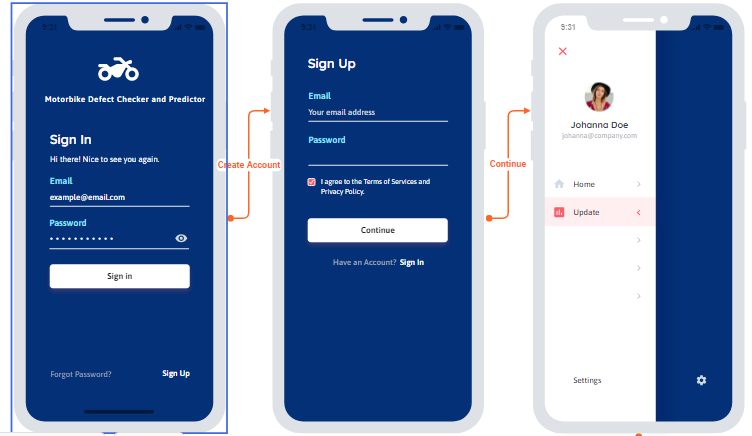 9:31
Motorbike Defect Checker and Predictor
Sign In
Hi there! Nice to see you again.
Email
example@email.com
Password
Sign in
Forgot Password?
Sign Up
Create Account
9:31
Sign Up
Email
Your email address
Password
I agree to the Terms of Services and
Privacy Policy.
Continue
Have an Account? Sign In
Continue
9:31
Johanna Doe
johanna@company.com
Home
Update
Settings